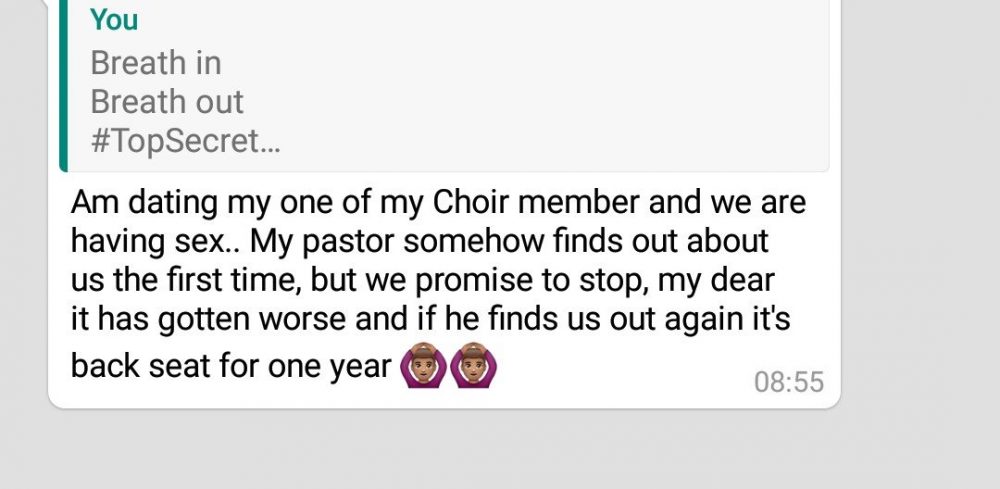 You
Breath in
Breath out
#TopSecret...
Am dating my one of my Choir member and we are
having sex.. My pastor somehow finds out about
us the first time, but we promise to stop, my dear
it has gotten worse and if he finds us out again it's
back seat for one year 🙆🏽🙆🏽
08:55